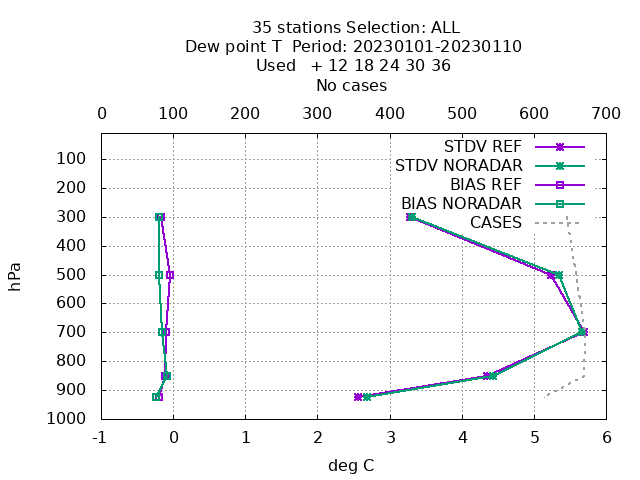 35 stations Selection: ALL
Dew point T  Period: 20230101-20230110
Used   + 12 18 24 30 36
No cases
0 100 200 300 400 500 600 700
STDV REF
STDV NORADAR
BIAS REF
BIAS NORADAR
CASES
100
200
300
400
500
600
700
800
900
1000
hPa
-1 0 1 2 3 4 5 6
deg C